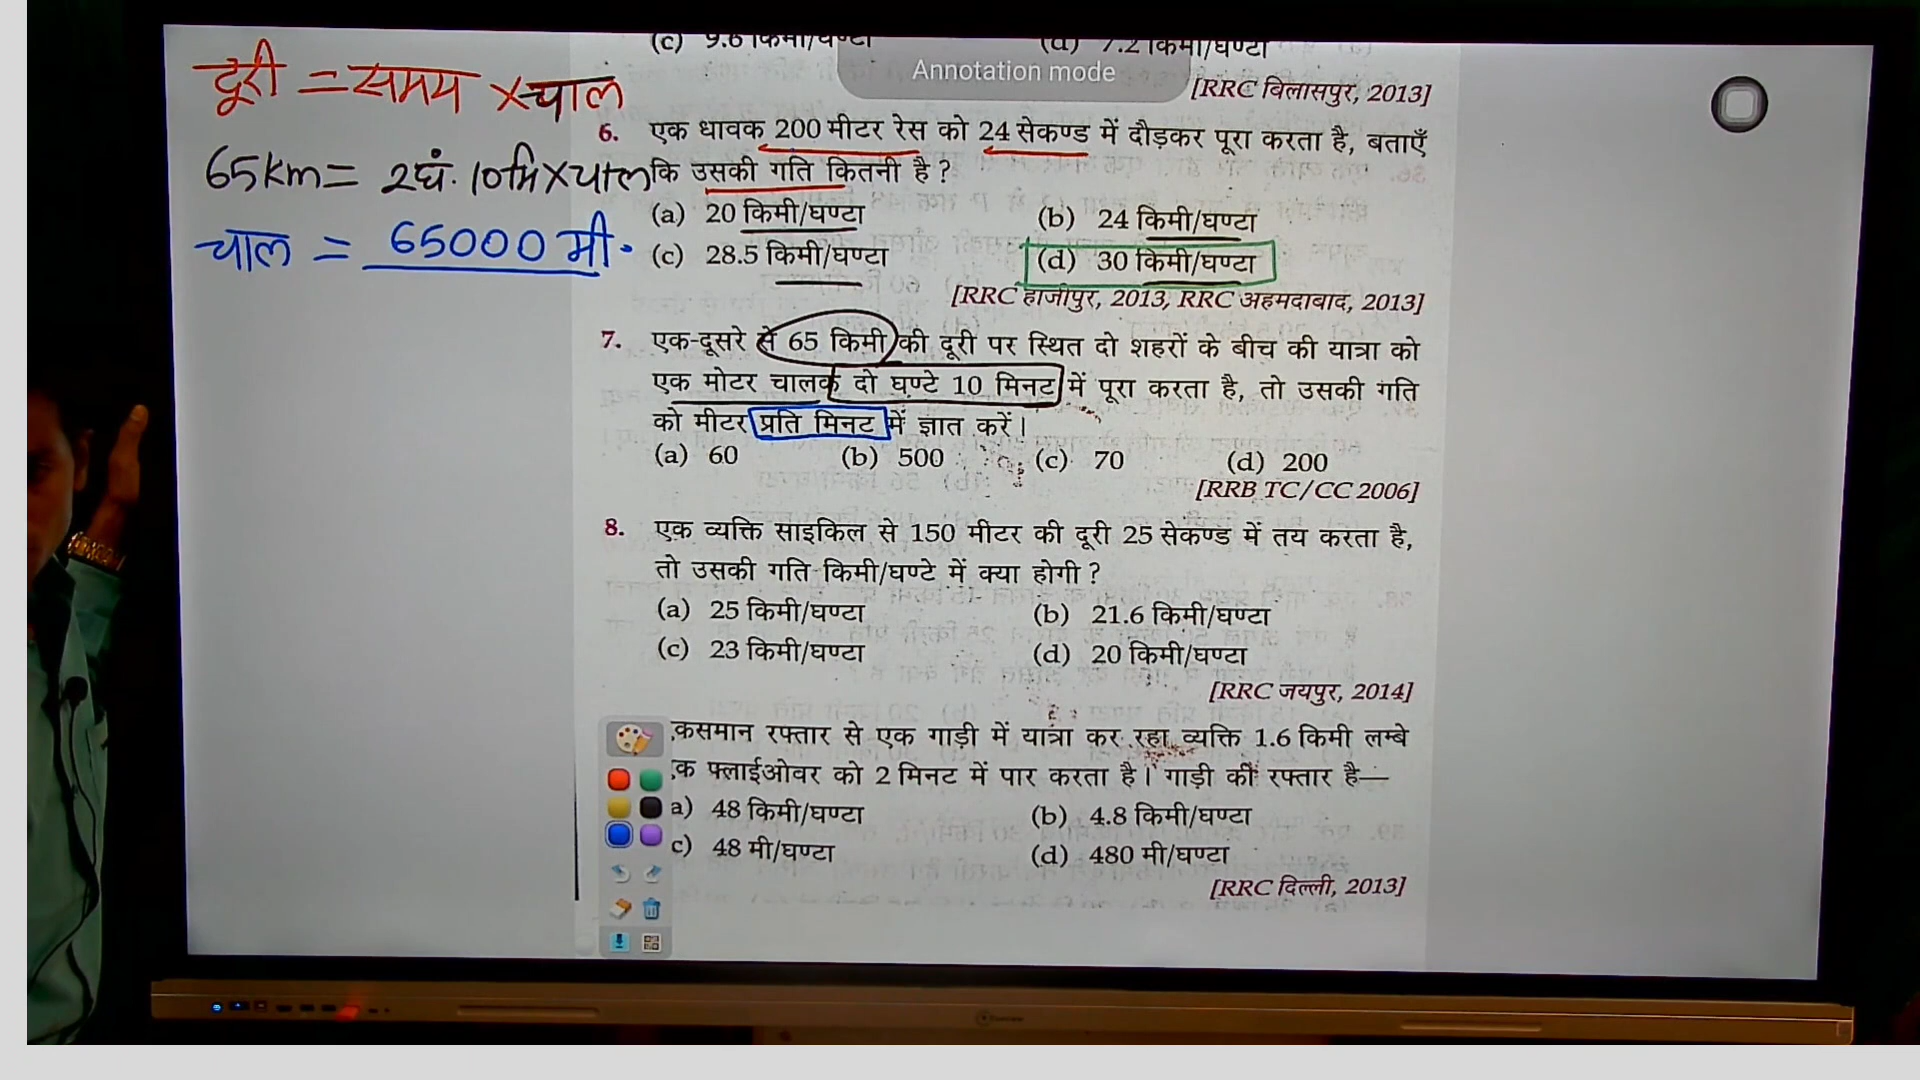 दूरी = समय × चाल
65km = 2घं. 10मि × चाल
चाल = 65000 मी.
Annotation mode
(c) 9.6 किमी/घण्टा (d) 7.2 किमी/घण्टा
[RRC बिलासपुर, 2013]
6. एक धावक 200 मीटर रेस को 24 सेकण्ड में दौड़कर पूरा करता है, बताएँ
कि उसकी गति कितनी है ?
(a) 20 किमी/घण्टा (b) 24 किमी/घण्टा
(c) 28.5 किमी/घण्टा (d) 30 किमी/घण्टा
[RRC हाजीपुर, 2013, RRC अहमदाबाद, 2013]
7. एक-दूसरे से 65 किमी की दूरी पर स्थित दो शहरों के बीच की यात्रा को
एक मोटर चालक दो घण्टे 10 मिनट में पूरा करता है, तो उसकी गति
को मीटर प्रति मिनट में ज्ञात करें।
(a) 60 (b) 500 (c) 70 (d) 200
[RRB TC/CC 2006]
8. एक व्यक्ति साइकिल से 150 मीटर की दूरी 25 सेकण्ड में तय करता है,
तो उसकी गति किमी/घण्टे में क्या होगी ?
(a) 25 किमी/घण्टा (b) 21.6 किमी/घण्टा
(c) 23 किमी/घण्टा (d) 20 किमी/घण्टा
[RRC जयपुर, 2014]
कसमान रफ्तार से एक गाड़ी में यात्रा कर रहा व्यक्ति 1.6 किमी लम्बे
क फ्लाईओवर को 2 मिनट में पार करता है। गाड़ी की रफ्तार है—
a) 48 किमी/घण्टा (b) 4.8 किमी/घण्टा
c) 48 मी/घण्टा (d) 480 मी/घण्टा
[RRC दिल्ली, 2013]